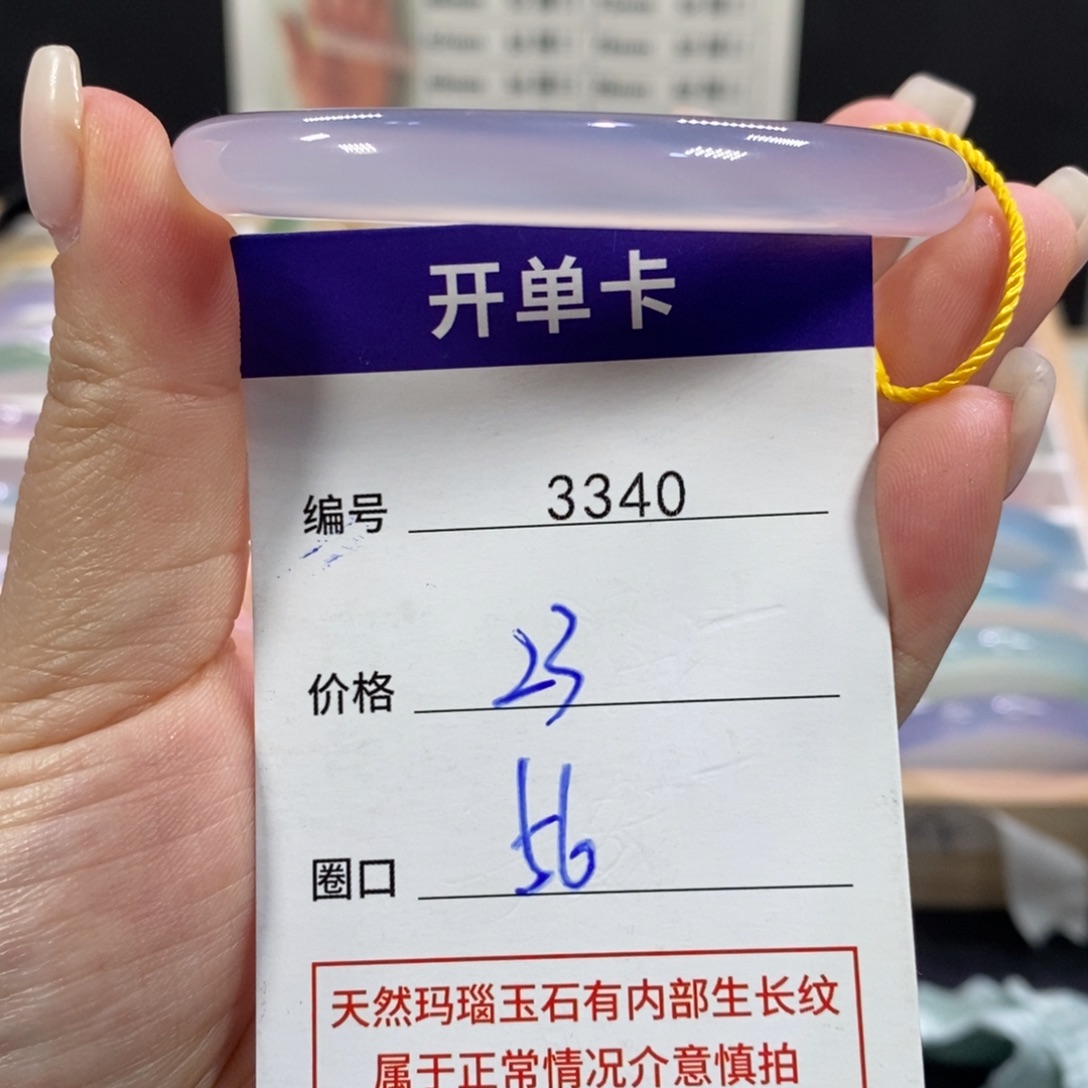 开单卡
编号 3340
价格 23
圈口 56
天然玛瑙玉石有内部生长纹
属于正常情况介意慎拍